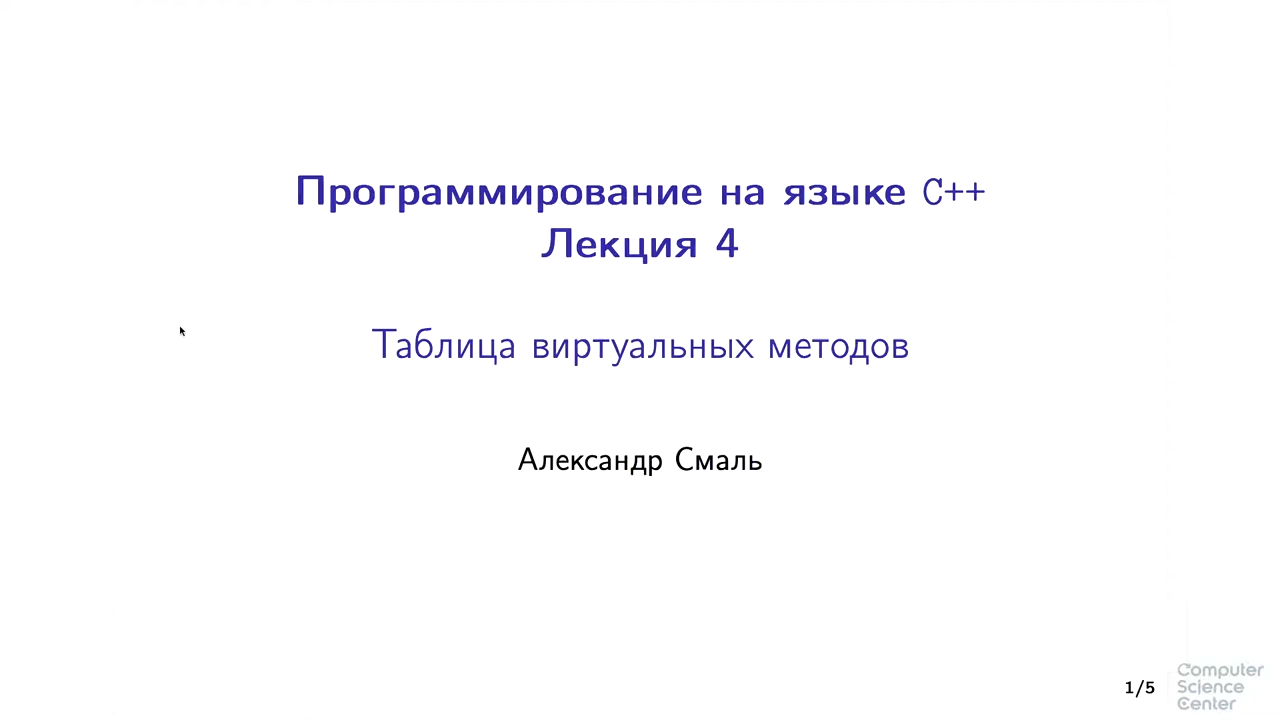 Программирование на языке C++
Лекция 4
Таблица виртуальных методов
Александр Смаль
1/5
Computer
Science
Center